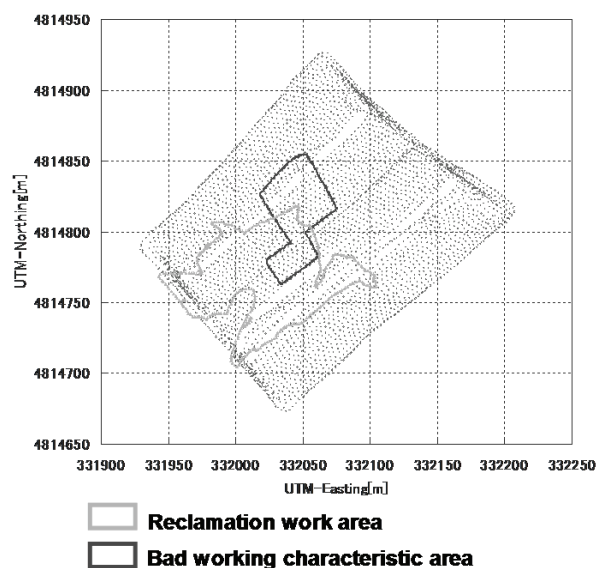 4814950
4814900
4814850
4814800
4814750
4814700
4814650
UTM-Northing[m]
331900 331950 332000 332050 332100 332150 332200 332250
UTM-Easting[m]
Reclamation work area
Bad working characteristic area